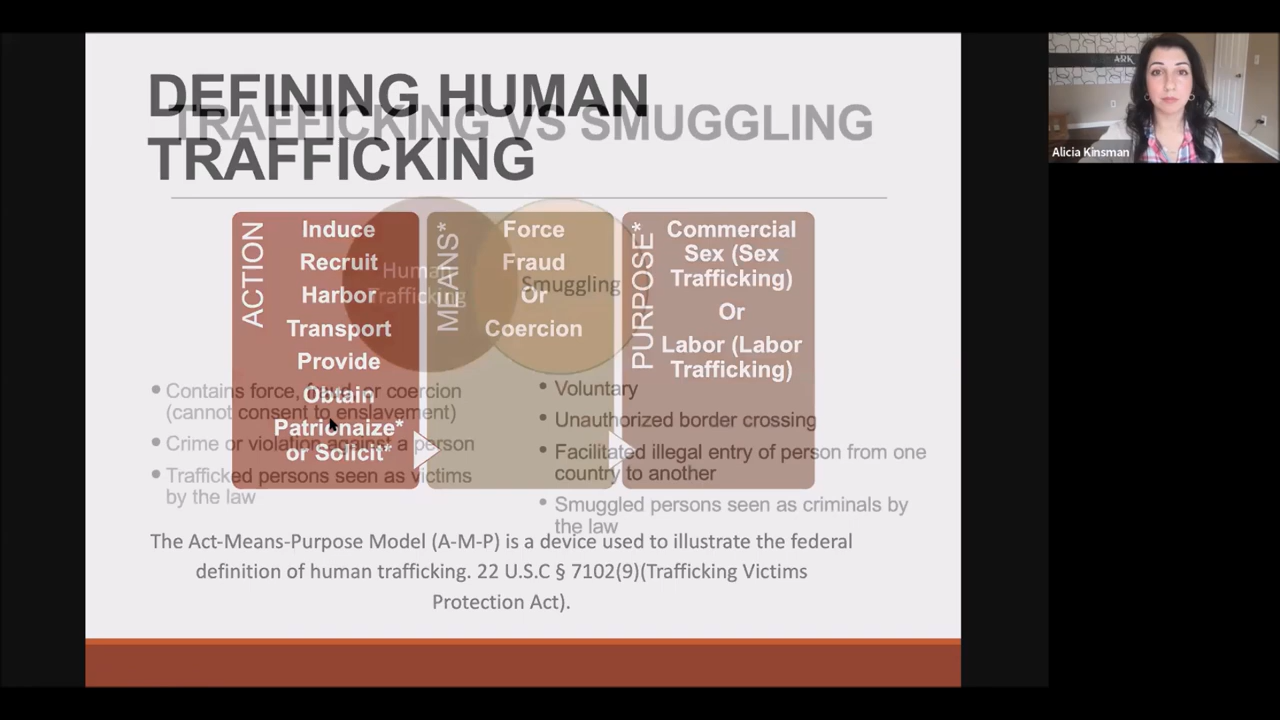 DEFINING HUMAN
TRAFFICKING
TRAFFICKING VS SMUGGLING
ACTION
Induce
Recruit
Harbor
Transport
Provide
Obtain
Patrionaize*
or Solicit*
MEANS*
Force
Fraud
Or
Coercion
PURPOSE*
Commercial
Sex (Sex
Trafficking)
Or
Labor (Labor
Trafficking)
Human
Trafficking
Smuggling
Contains force, fraud, or coercion
(cannot consent to enslavement)
Crime or violation against a person
Trafficked persons seen as victims
by the law
Voluntary
Unauthorized border crossing
Facilitated illegal entry of person from one
country to another
Smuggled persons seen as criminals by
the law
The Act-Means-Purpose Model (A-M-P) is a device used to illustrate the federal
definition of human trafficking. 22 U.S.C § 7102(9)(Trafficking Victims
Protection Act).
Alicia Kinsman